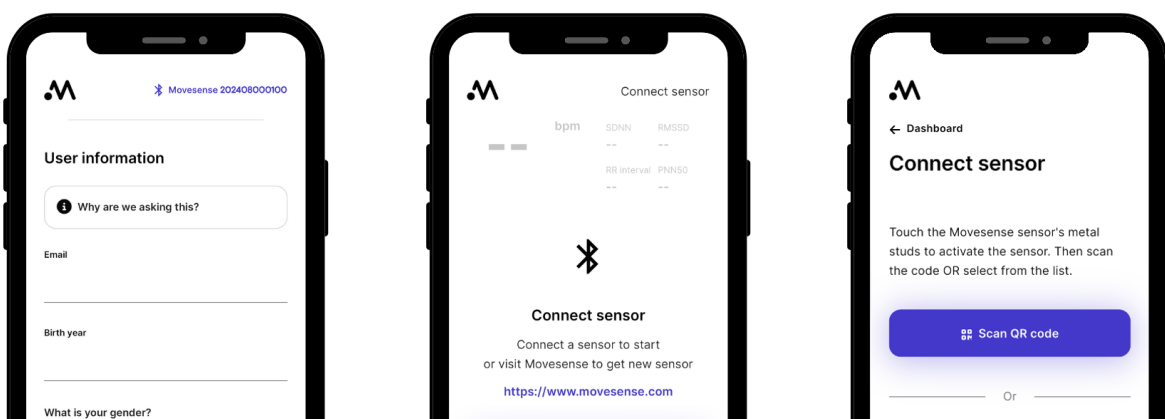 Movesense 202408000100
User information
Why are we asking this?
Email
Birth year
What is your gender?
Connect sensor
bpm SDNN RMSSD
-- -- --
RR interval PNN50
-- --
Connect sensor
Connect a sensor to start
or visit Movesense to get new sensor
https://www.movesense.com
← Dashboard
Connect sensor
Touch the Movesense sensor's metal
studs to activate the sensor. Then scan
the code OR select from the list.
Scan QR code
Or